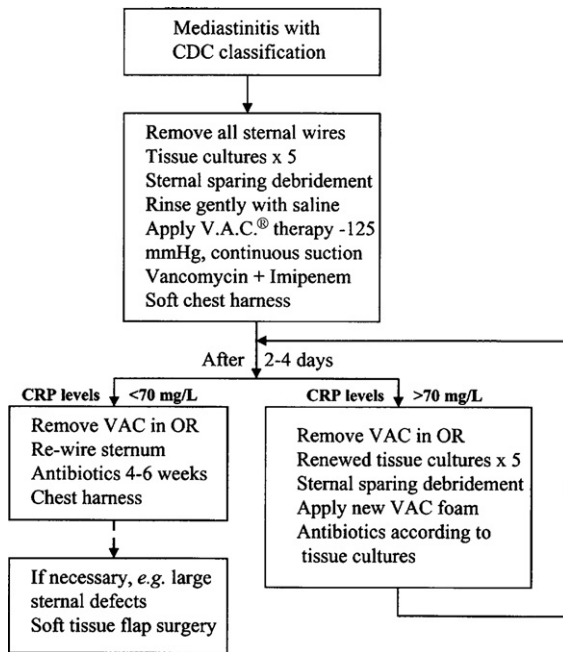 Mediastinitis with
CDC classification
Remove all sternal wires
Tissue cultures x 5
Sternal sparing debridement
Rinse gently with saline
Apply V.A.C.® therapy -125
mmHg, continuous suction
Vancomycin + Imipenem
Soft chest harness
After 2-4 days
CRP levels <70 mg/L
Remove VAC in OR
Re-wire sternum
Antibiotics 4-6 weeks
Chest harness
If necessary, e.g. large
sternal defects
Soft tissue flap surgery
CRP levels >70 mg/L
Remove VAC in OR
Renewed tissue cultures x 5
Sternal sparing debridement
Apply new VAC foam
Antibiotics according to
tissue cultures